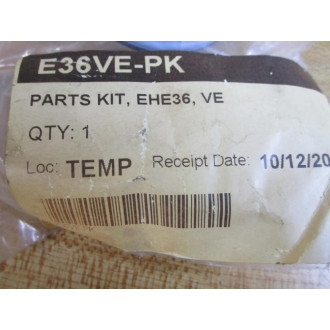 E36VE-PK
PARTS KIT, EHE36, VE
QTY: 1
Loc: TEMP Receipt Date: 10/12/20